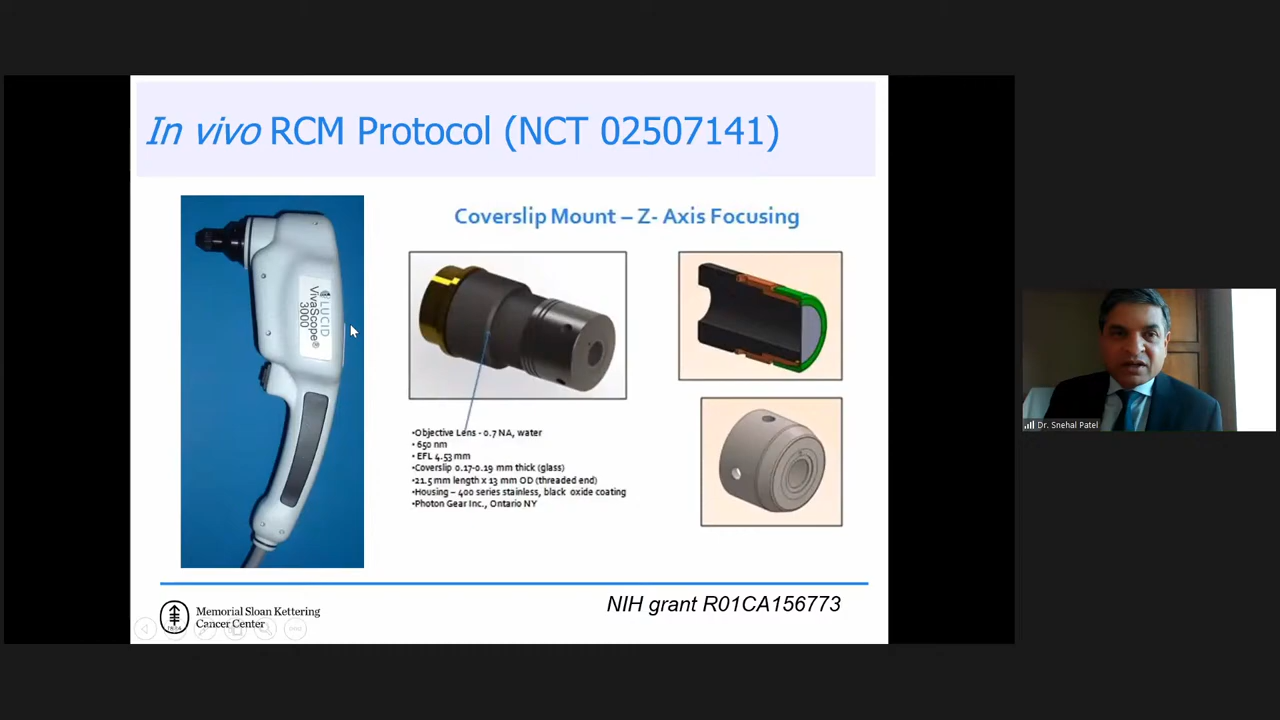 In vivo RCM Protocol (NCT 02507141)
Coverslip Mount – Z- Axis Focusing
LUCID
VivaScope®
3000
•Objective Lens - 0.7 NA, water
• 650 nm
• EFL 4.53 mm
•Coverslip 0.17-0.19 mm thick (glass)
•21.5 mm length x 13 mm OD (threaded end)
•Housing – 400 series stainless, black oxide coating
•Photon Gear Inc., Ontario NY
NIH grant R01CA156773
Memorial Sloan Kettering
Cancer Center
Dr. Snehal Patel